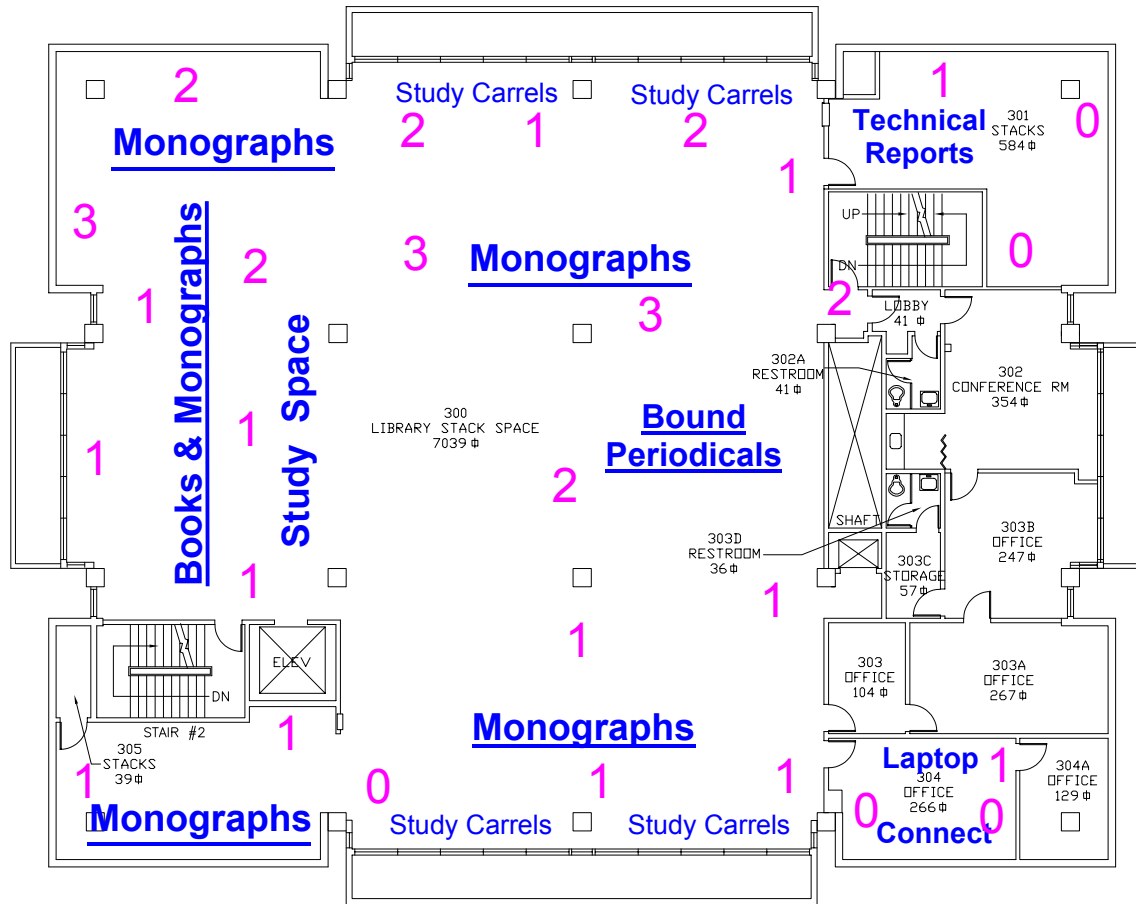 Study Carrels
Study Carrels
2
1
2
1
2
Monographs
Technical
Reports
301
STACKS
584 ⏀
0
1
0
UP
DN
3
Books & Monographs
2
3
Monographs
1
3
2
LOBBY
41 ⏀
Study Space
302A
RESTROOM
41 ⏀
302
CONFERENCE RM
354 ⏀
300
LIBRARY STACK SPACE
7039 ⏀
Bound
Periodicals
1
1
2
SHAFT
303D
RESTROOM
36 ⏀
303B
OFFICE
247 ⏀
303C
STORAGE
57 ⏀
1
1
1
ELEV
DN
303
OFFICE
104 ⏀
303A
OFFICE
267 ⏀
STAIR #2
305
STACKS
39 ⏀
1
1
Monographs
Monographs
0
1
1
Laptop
1
304
OFFICE
266 ⏀
0
0
Connect
304A
OFFICE
129 ⏀
Study Carrels
Study Carrels